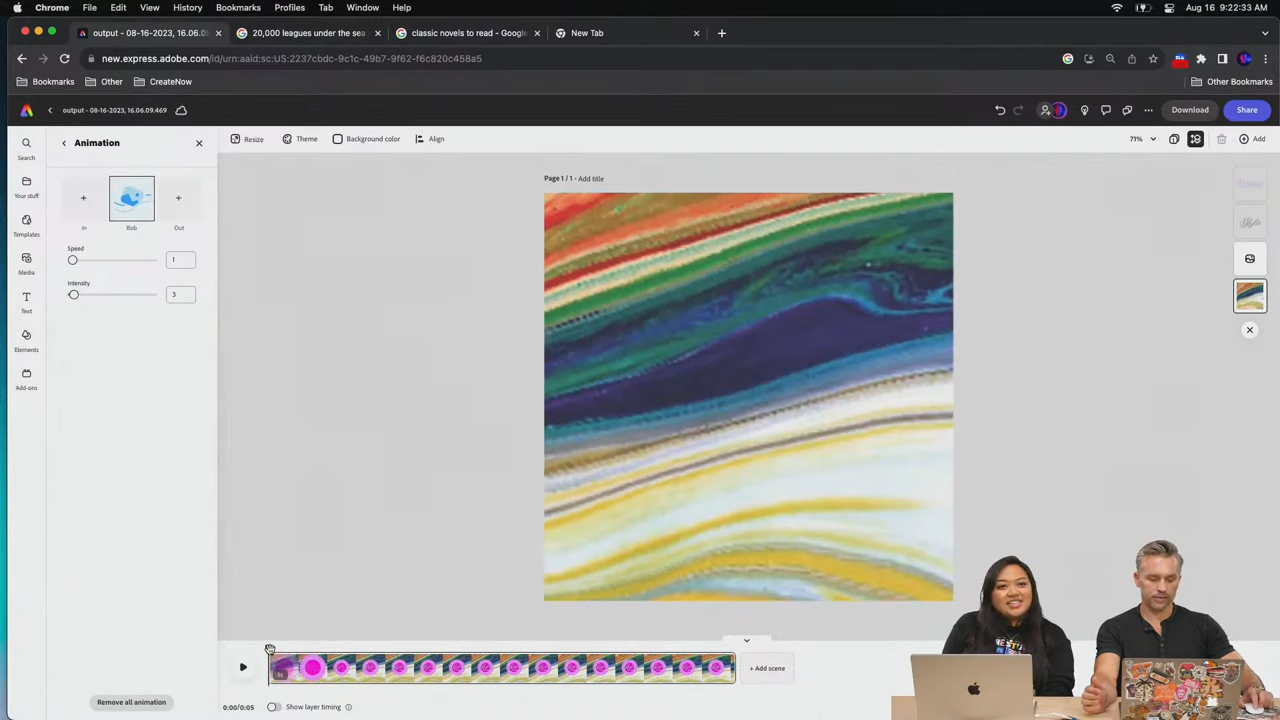 Chrome File Edit View History Bookmarks Profiles Tab Window Help Aug 16 9:22:33 AM
output - 08-16-2023, 16.06.09 20,000 leagues under the sea classic novels to read - Google New Tab
new.express.adobe.com/id/urn:aaid:sc:US:2237cbdc-9c1c-49b7-9f62-f6c820c458a5
Bookmarks Other CreateNow Other Bookmarks
output - 08-16-2023, 16.06.09.469 Download Share
Animation Resize Theme Background color Align 71% Add
Search
Your stuff
Templates
Media
Text
Elements
Add-ons
In Bob Out
Speed
1
Intensity
3
Page 1 / 1 - Add title
+ Add scene
Remove all animation 0:00/0:05 Show layer timing